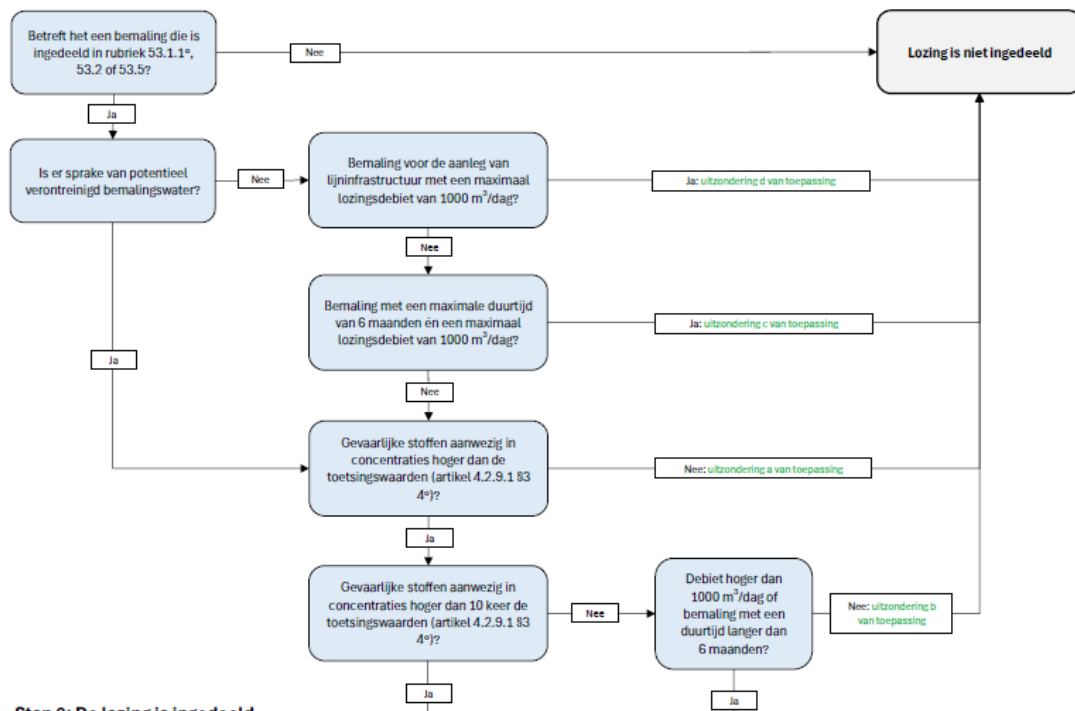 Betreft het een bemaling die is
ingedeeld in rubriek 53.1.1°,
53.2 of 53.5?
Nee
Lozing is niet ingedeeld
Ja
Is er sprake van potentieel
verontreinigd bemalingswater?
Nee
Bemaling voor de aanleg van
lijninfrastructuur met een maximaal
lozingsdebiet van 1000 m³/dag?
Ja: uitzondering d van toepassing
Nee
Bemaling met een maximale duurtijd
van 6 maanden én een maximaal
lozingsdebiet van 1000 m³/dag?
Ja: uitzondering c van toepassing
Ja
Nee
Gevaarlijke stoffen aanwezig in
concentraties hoger dan de
toetsingswaarden (artikel 4.2.9.1 §3
4°)?
Nee: uitzondering a van toepassing
Ja
Gevaarlijke stoffen aanwezig in
concentraties hoger dan 10 keer de
toetsingswaarden (artikel 4.2.9.1 §3
4°)?
Nee
Debiet hoger dan
1000 m³/dag of
bemaling met een
duurtijd langer dan
6 maanden?
Nee: uitzondering b
van toepassing
Ja
Ja